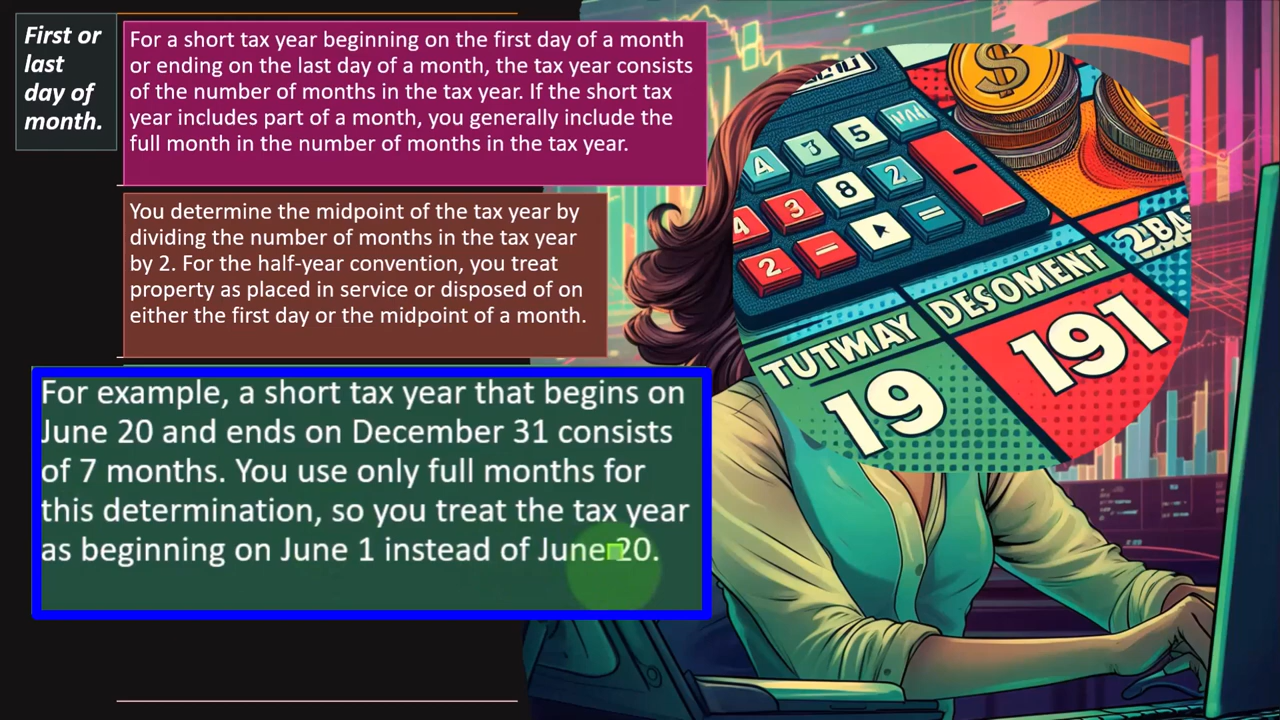 First or
last
day of
month.
For a short tax year beginning on the first day of a month
or ending on the last day of a month, the tax year consists
of the number of months in the tax year. If the short tax
year includes part of a month, you generally include the
full month in the number of months in the tax year.
You determine the midpoint of the tax year by
dividing the number of months in the tax year
by 2. For the half-year convention, you treat
property as placed in service or disposed of on
either the first day or the midpoint of a month.
For example, a short tax year that begins on
June 20 and ends on December 31 consists
of 7 months. You use only full months for
this determination, so you treat the tax year
as beginning on June 1 instead of June 20.
5
8 2
4 3 =
2 –
TUTWAY
DESOMENT
19
191